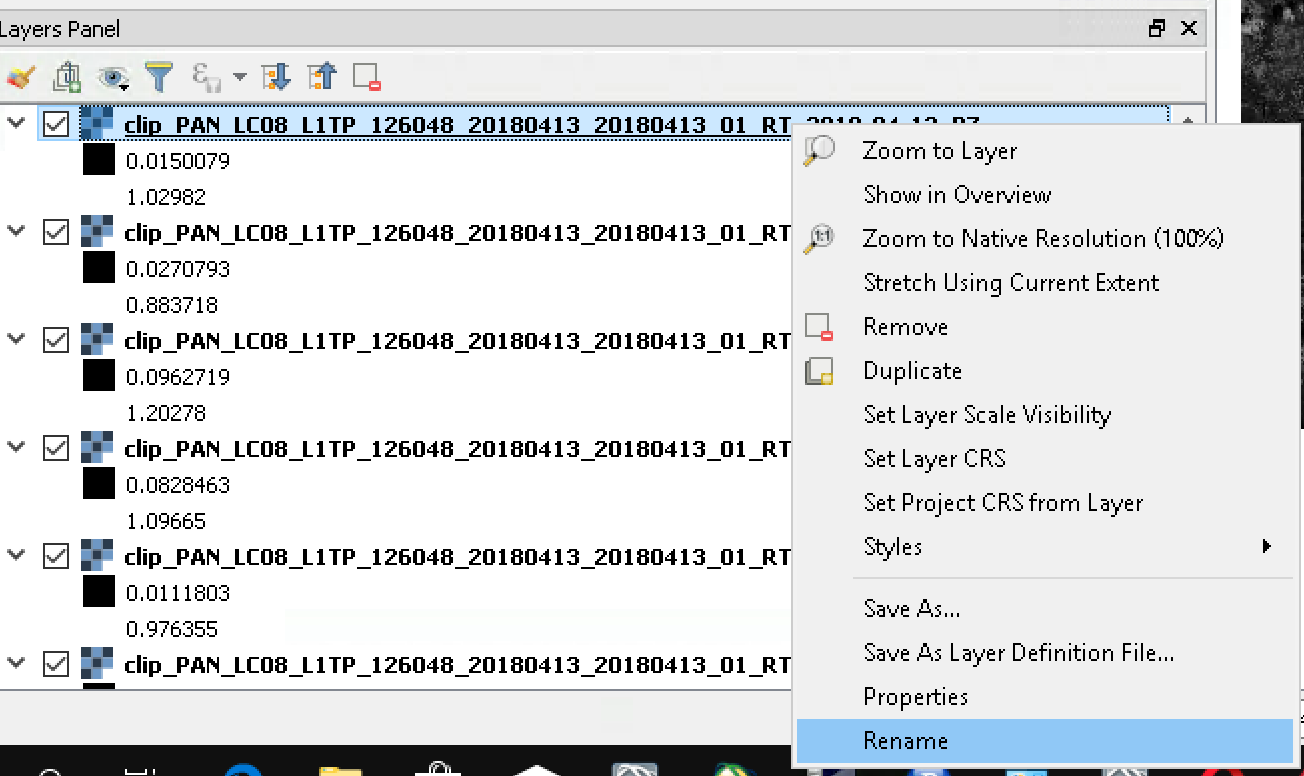 Layers Panel
clip_PAN_LC08_L1TP_126048_20180413_20180413_01_RT
0.0150079
1.02982
clip_PAN_LC08_L1TP_126048_20180413_20180413_01_RT
0.0270793
0.883718
clip_PAN_LC08_L1TP_126048_20180413_20180413_01_RT
0.0962719
1.20278
clip_PAN_LC08_L1TP_126048_20180413_20180413_01_RT
0.0828463
1.09665
clip_PAN_LC08_L1TP_126048_20180413_20180413_01_RT
0.0111803
0.976355
clip_PAN_LC08_L1TP_126048_20180413_20180413_01_RT
Zoom to Layer
Show in Overview
1:1
Zoom to Native Resolution (100%)
Stretch Using Current Extent
Remove
Duplicate
Set Layer Scale Visibility
Set Layer CRS
Set Project CRS from Layer
Styles
Save As...
Save As Layer Definition File...
Properties
Rename